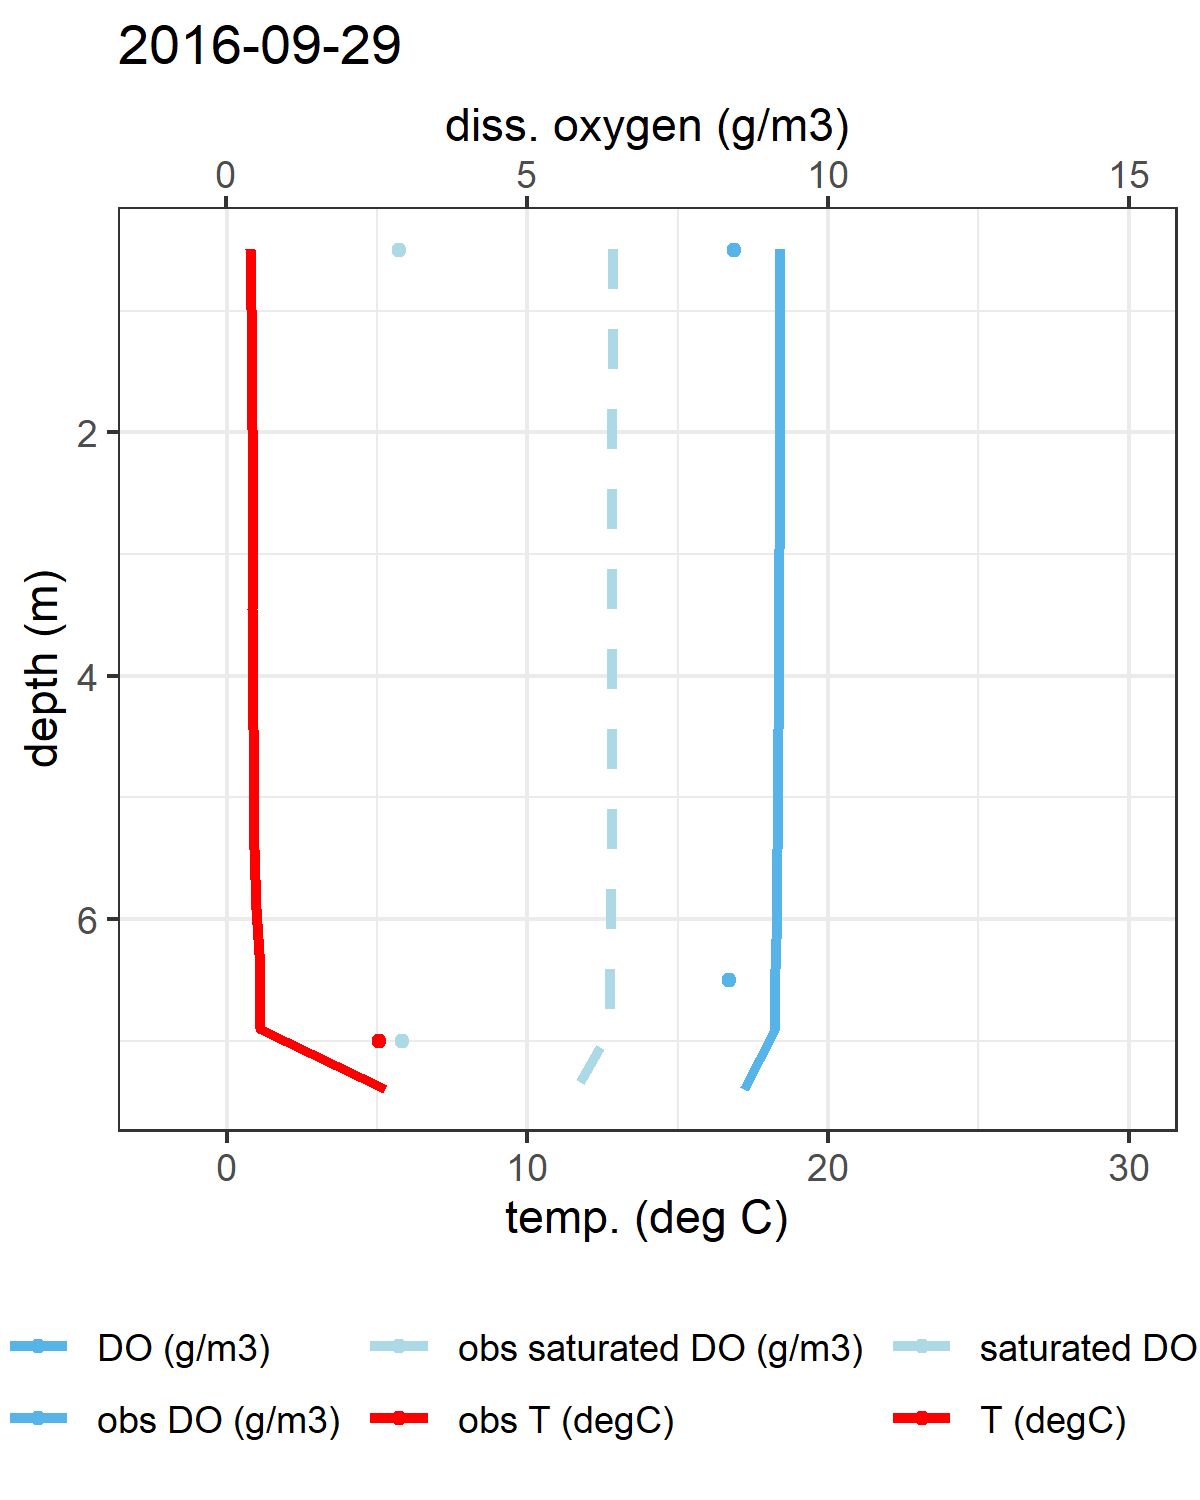 2016-09-29
diss. oxygen (g/m3)
0 5 10 15
depth (m)
2
4
6
0 10 20 30
temp. (deg C)
DO (g/m3) obs saturated DO (g/m3) saturated DO
obs DO (g/m3) obs T (degC) T (degC)